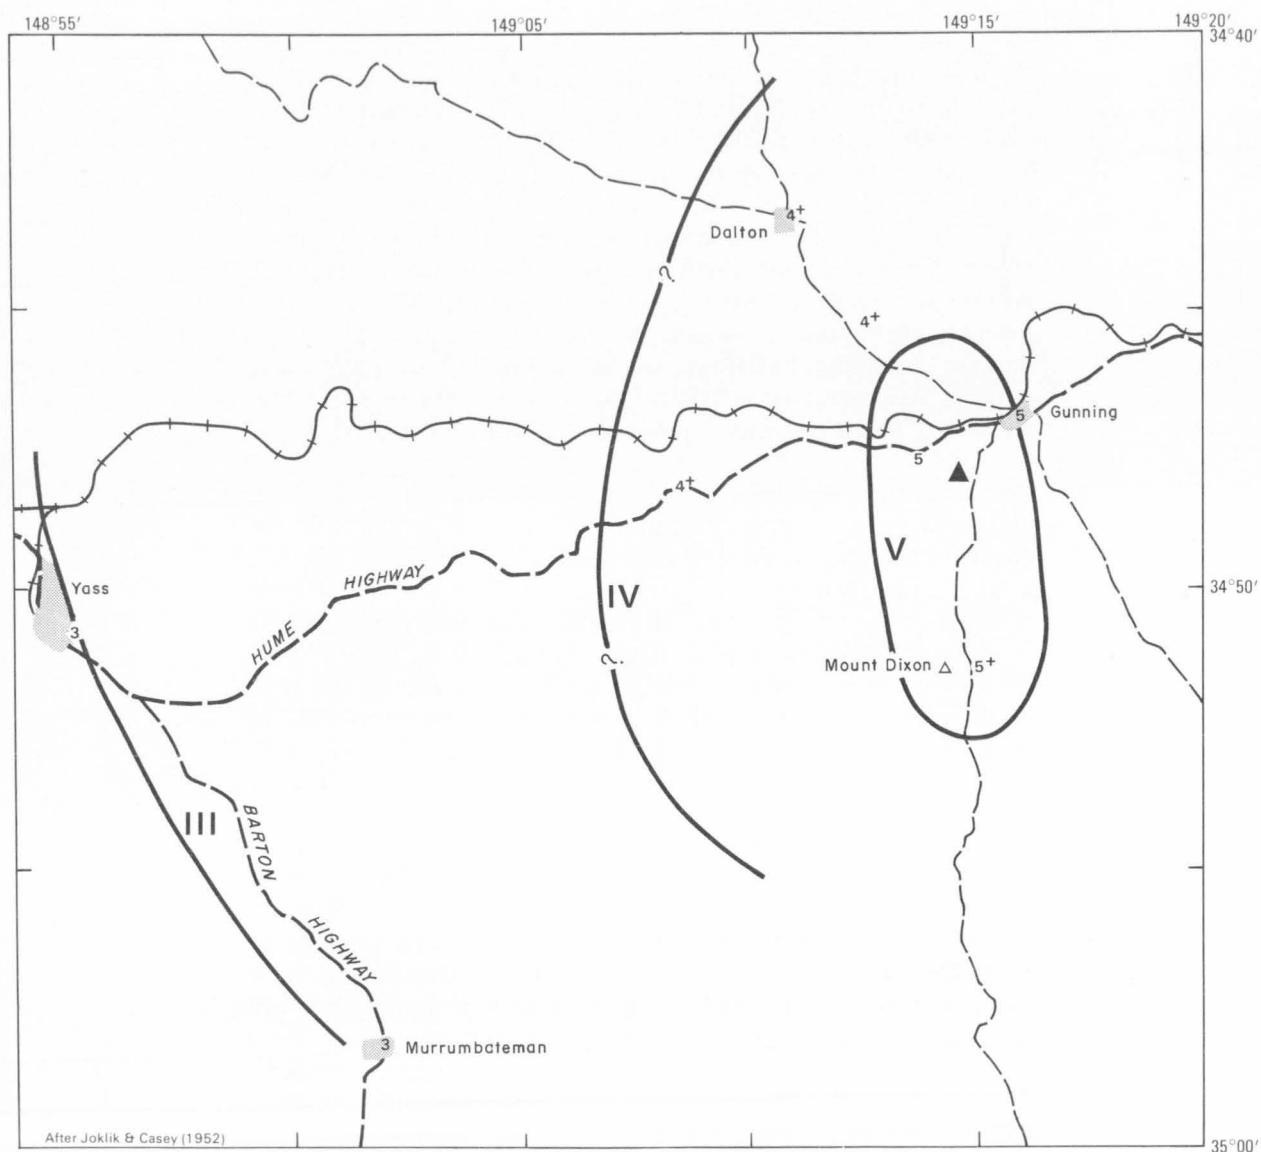 148°55′
149°05′
149°15′
149°20′
34°40′
4+
Dalton
?
4+
5
Gunning
5
4+
V
HIGHWAY
Yass
34°50′
IV
3
HUME
?
Mount Dixon
5+
III
BARTON
HIGHWAY
3
Murrumbateman
After Joklik & Casey (1952)
35°00′